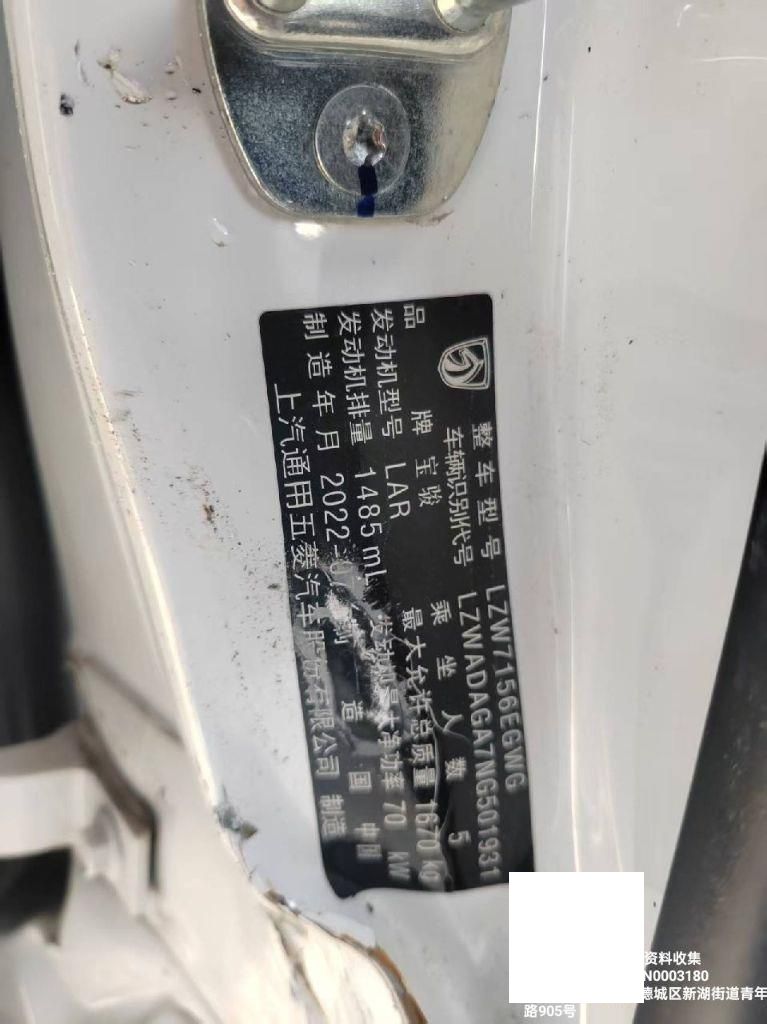 整车型号 LZW7156EGWG
车辆识别代号 LZWADAGA7NG501931
品牌 宝骏 乘坐人数 5
发动机型号 LAR 最大允许总质量 1670 kg
发动机排量 1485 mL 发动机最大净功率 70 kW
制造年月 2022-07 制造国 中国
上汽通用五菱汽车股份有限公司 制造
资料收集
N0003180
德城区新湖街道青年
路905号